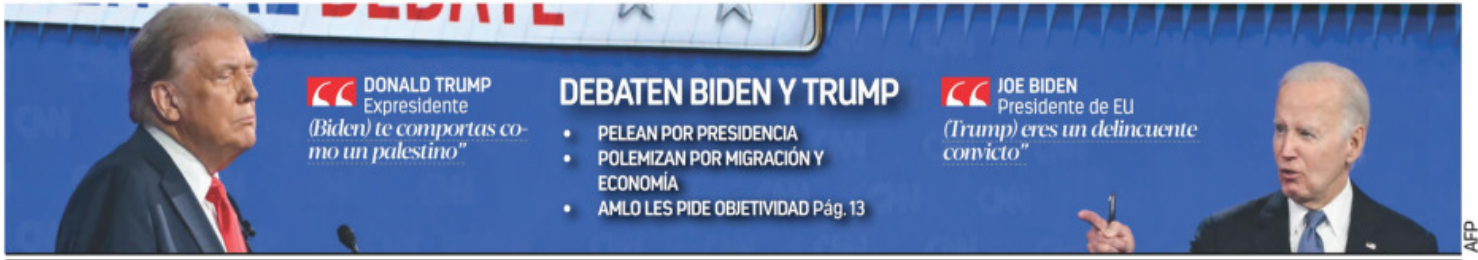 DEBATE
DONALD TRUMP
Expresidente
(Biden) te comportas co-
mo un palestino”
DEBATEN BIDEN Y TRUMP
• PELEAN POR PRESIDENCIA
• POLEMIZAN POR MIGRACIÓN Y
ECONOMÍA
• AMLO LES PIDE OBJETIVIDAD Pág. 13
JOE BIDEN
Presidente de EU
(Trump) eres un delincuente
convicto”
AFP